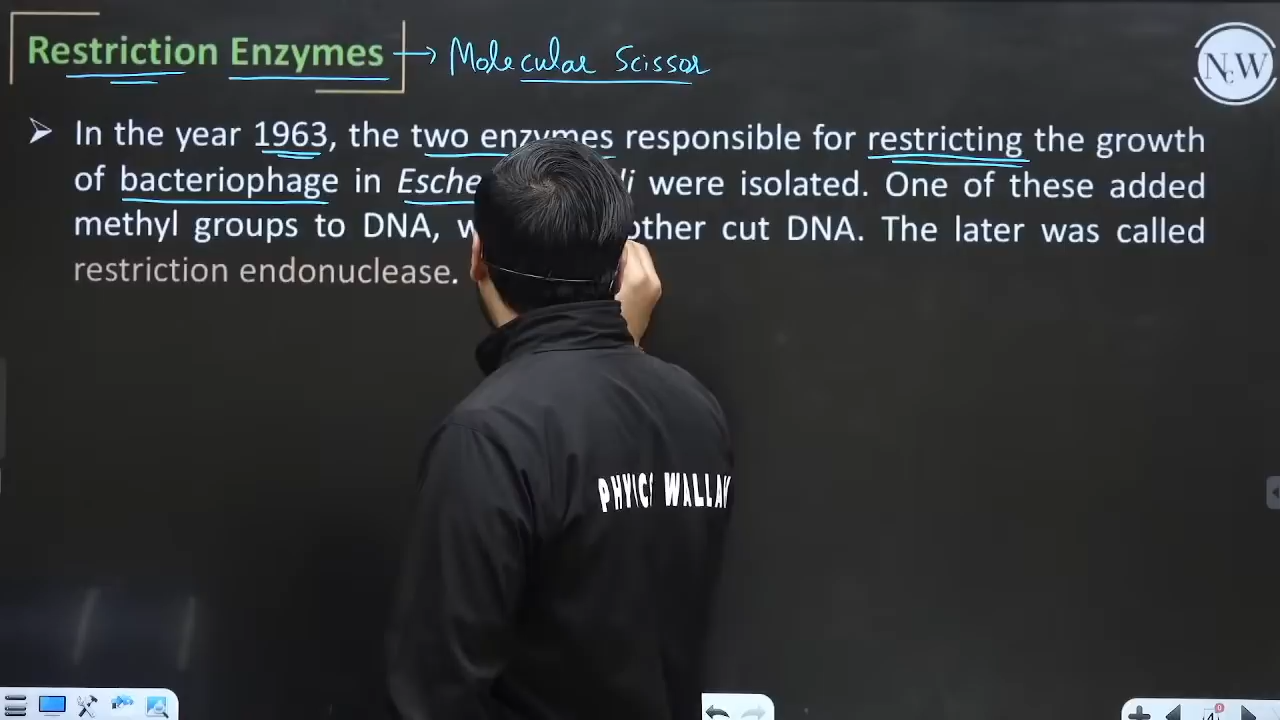 Restriction Enzymes → Molecular Scissor
NCW
➤ In the year 1963, the two enzymes responsible for restricting the growth
of bacteriophage in were isolated. One of these added
methyl groups to DNA, other cut DNA. The later was called
restriction endonuclease.
PHYSICS WALLAH